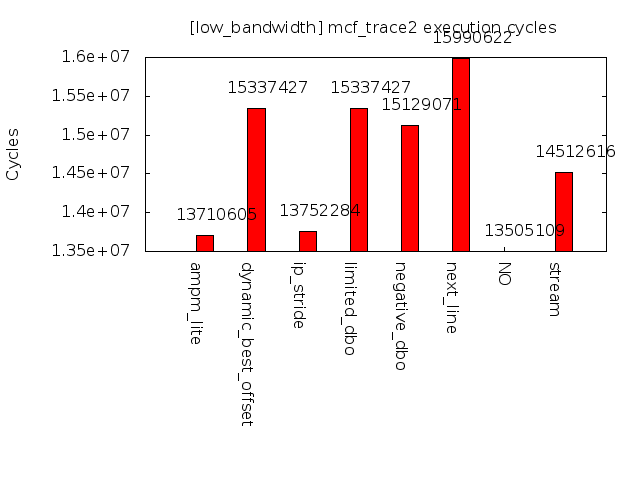 [low_bandwidth] mcf_trace2 execution cycles
15990622
1.6e+07
15337427
15337427
1.55e+07
15129071
1.5e+07
Cycles
14512616
1.45e+07
13710605
13752284
1.4e+07
13505109
1.35e+07
ampm_lite
dynamic_best_offset
ip_stride
limited_dbo
negative_dbo
next_line
NO
stream